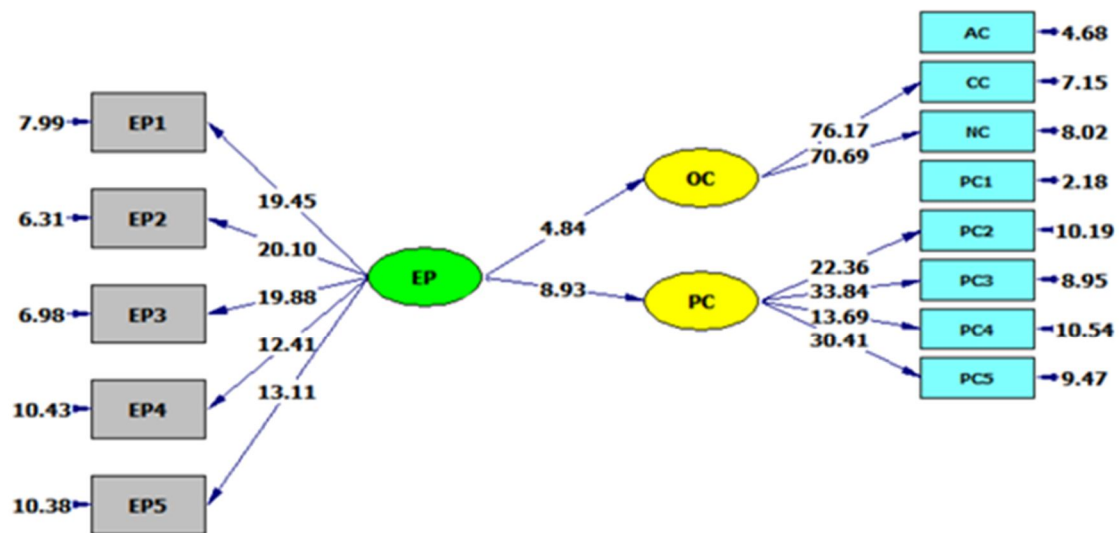 7.99 EP1
6.31 EP2
6.98 EP3
10.43 EP4
10.38 EP5
19.45
20.10
19.88
12.41
13.11
EP
4.84
8.93
OC
PC
76.17
70.69
22.36
33.84
13.69
30.41
AC 4.68
CC 7.15
NC 8.02
PC1 2.18
PC2 10.19
PC3 8.95
PC4 10.54
PC5 9.47